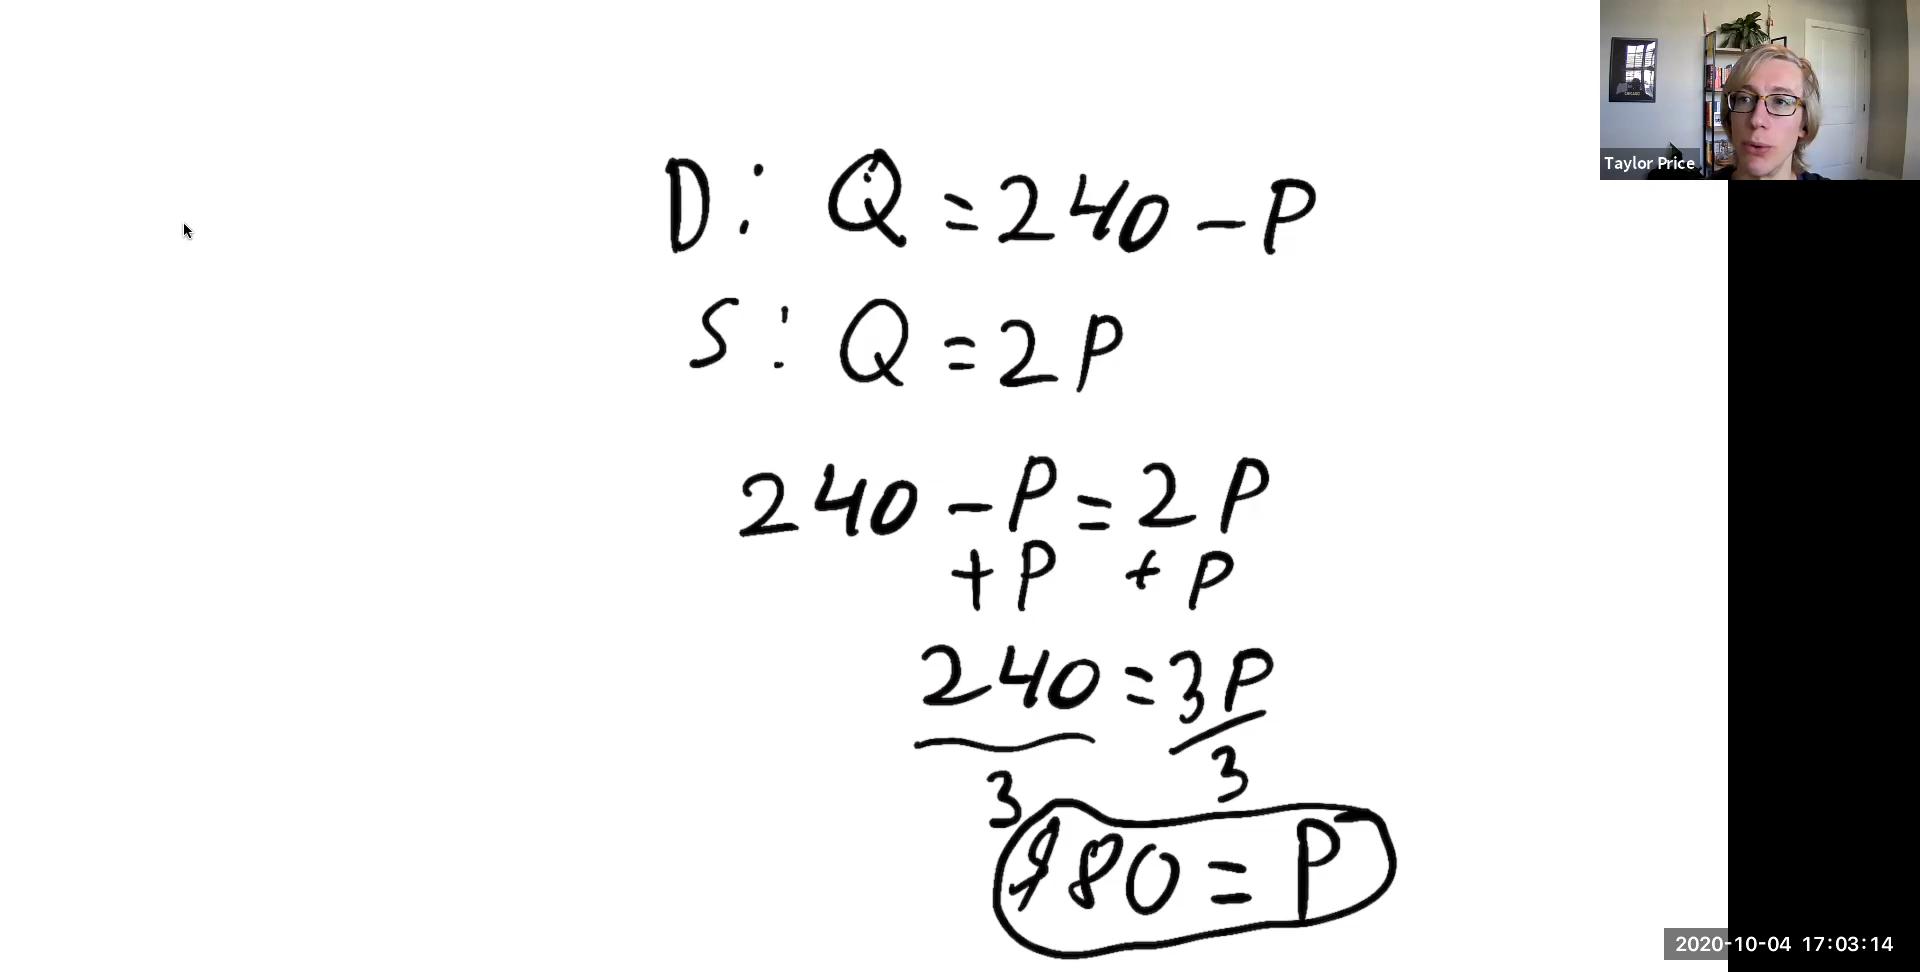 D: Q = 240 - P
S: Q = 2P
240 - P = 2P
+ P + P
240 = 3P
3 3
$80 = P
Taylor Price
2020-10-04 17:03:14